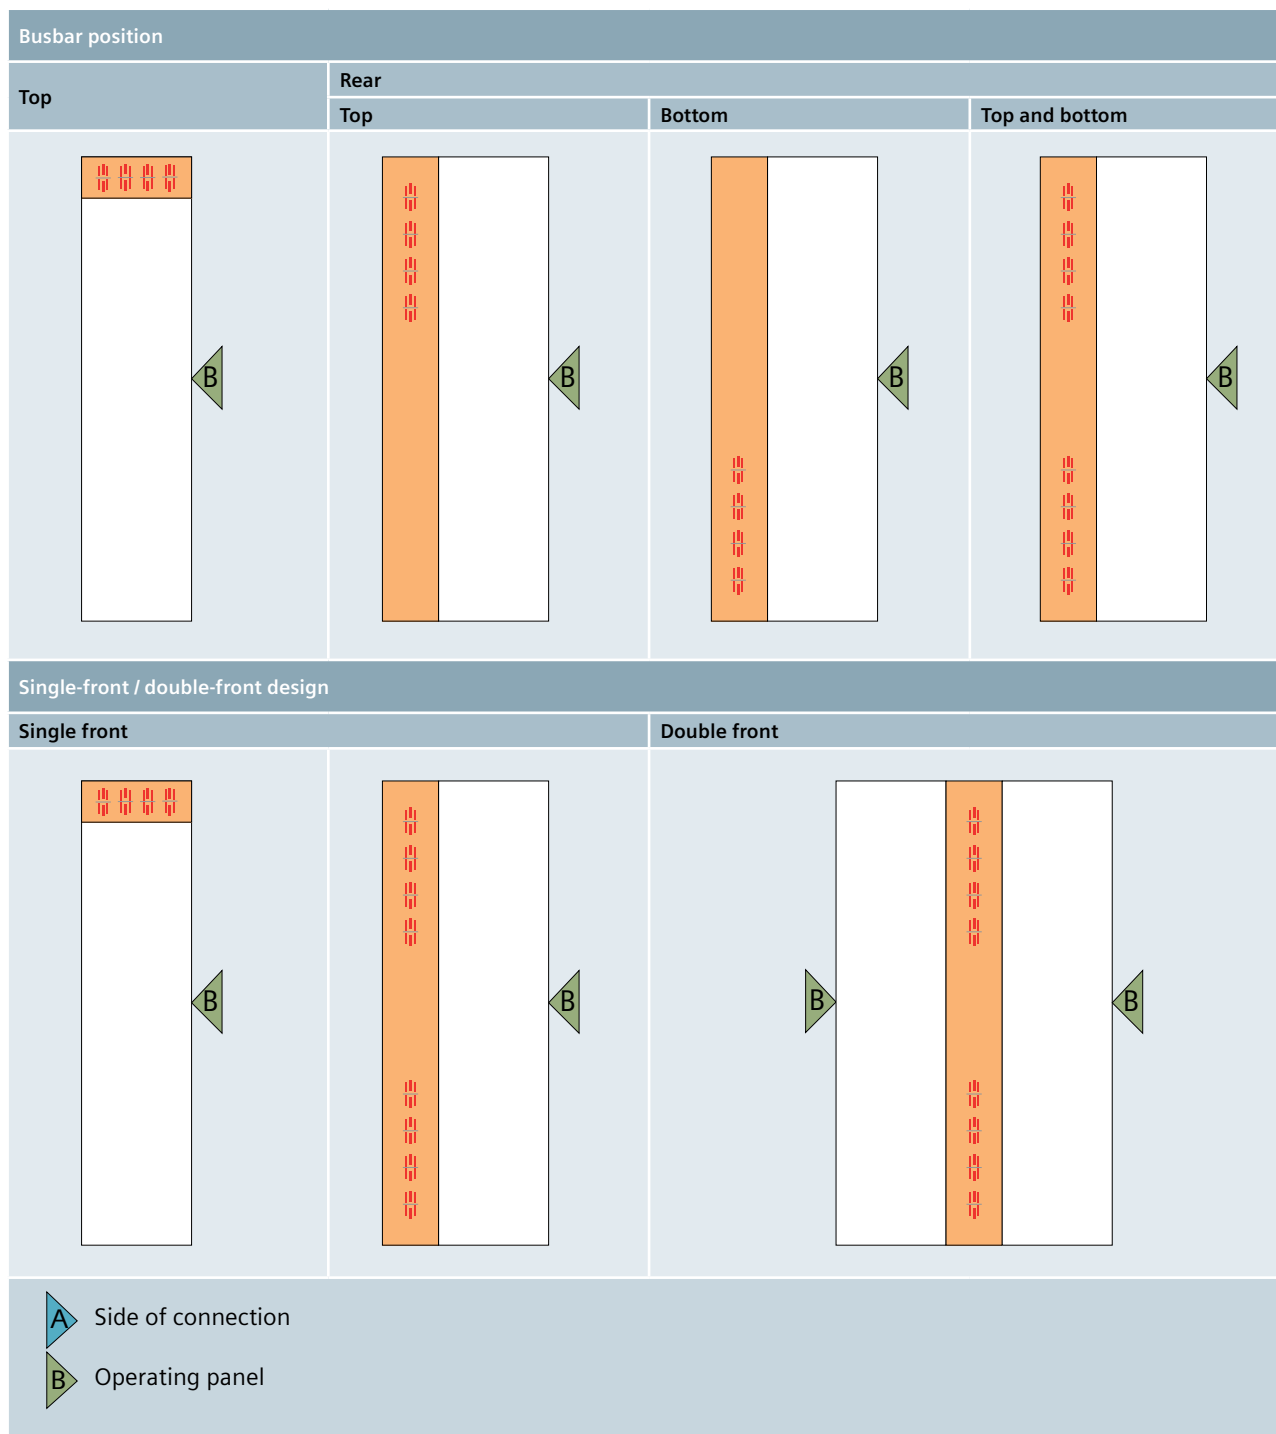 Busbar position
Top
Rear
Top
Bottom
Top and bottom
B
B
B
B
Single-front / double-front design
Single front
Double front
B
B
B
B
A Side of connection
B Operating panel